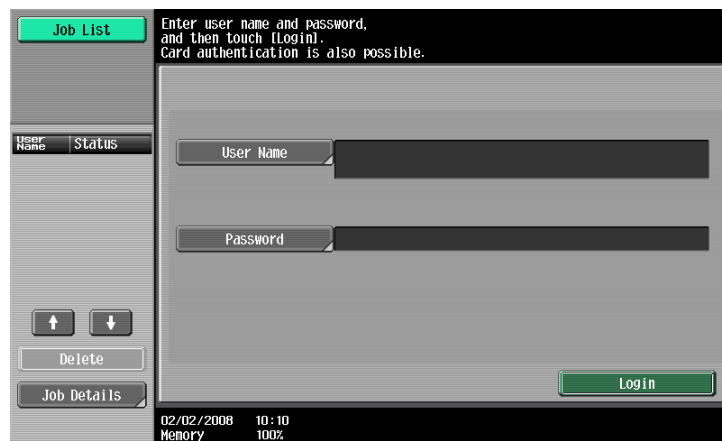 Job List
Enter user name and password,
and then touch [Login].
Card authentication is also possible.
User Name
Status
User Name
Password
Delete
Job Details
Login
02/02/2008 10:10
Memory 100%